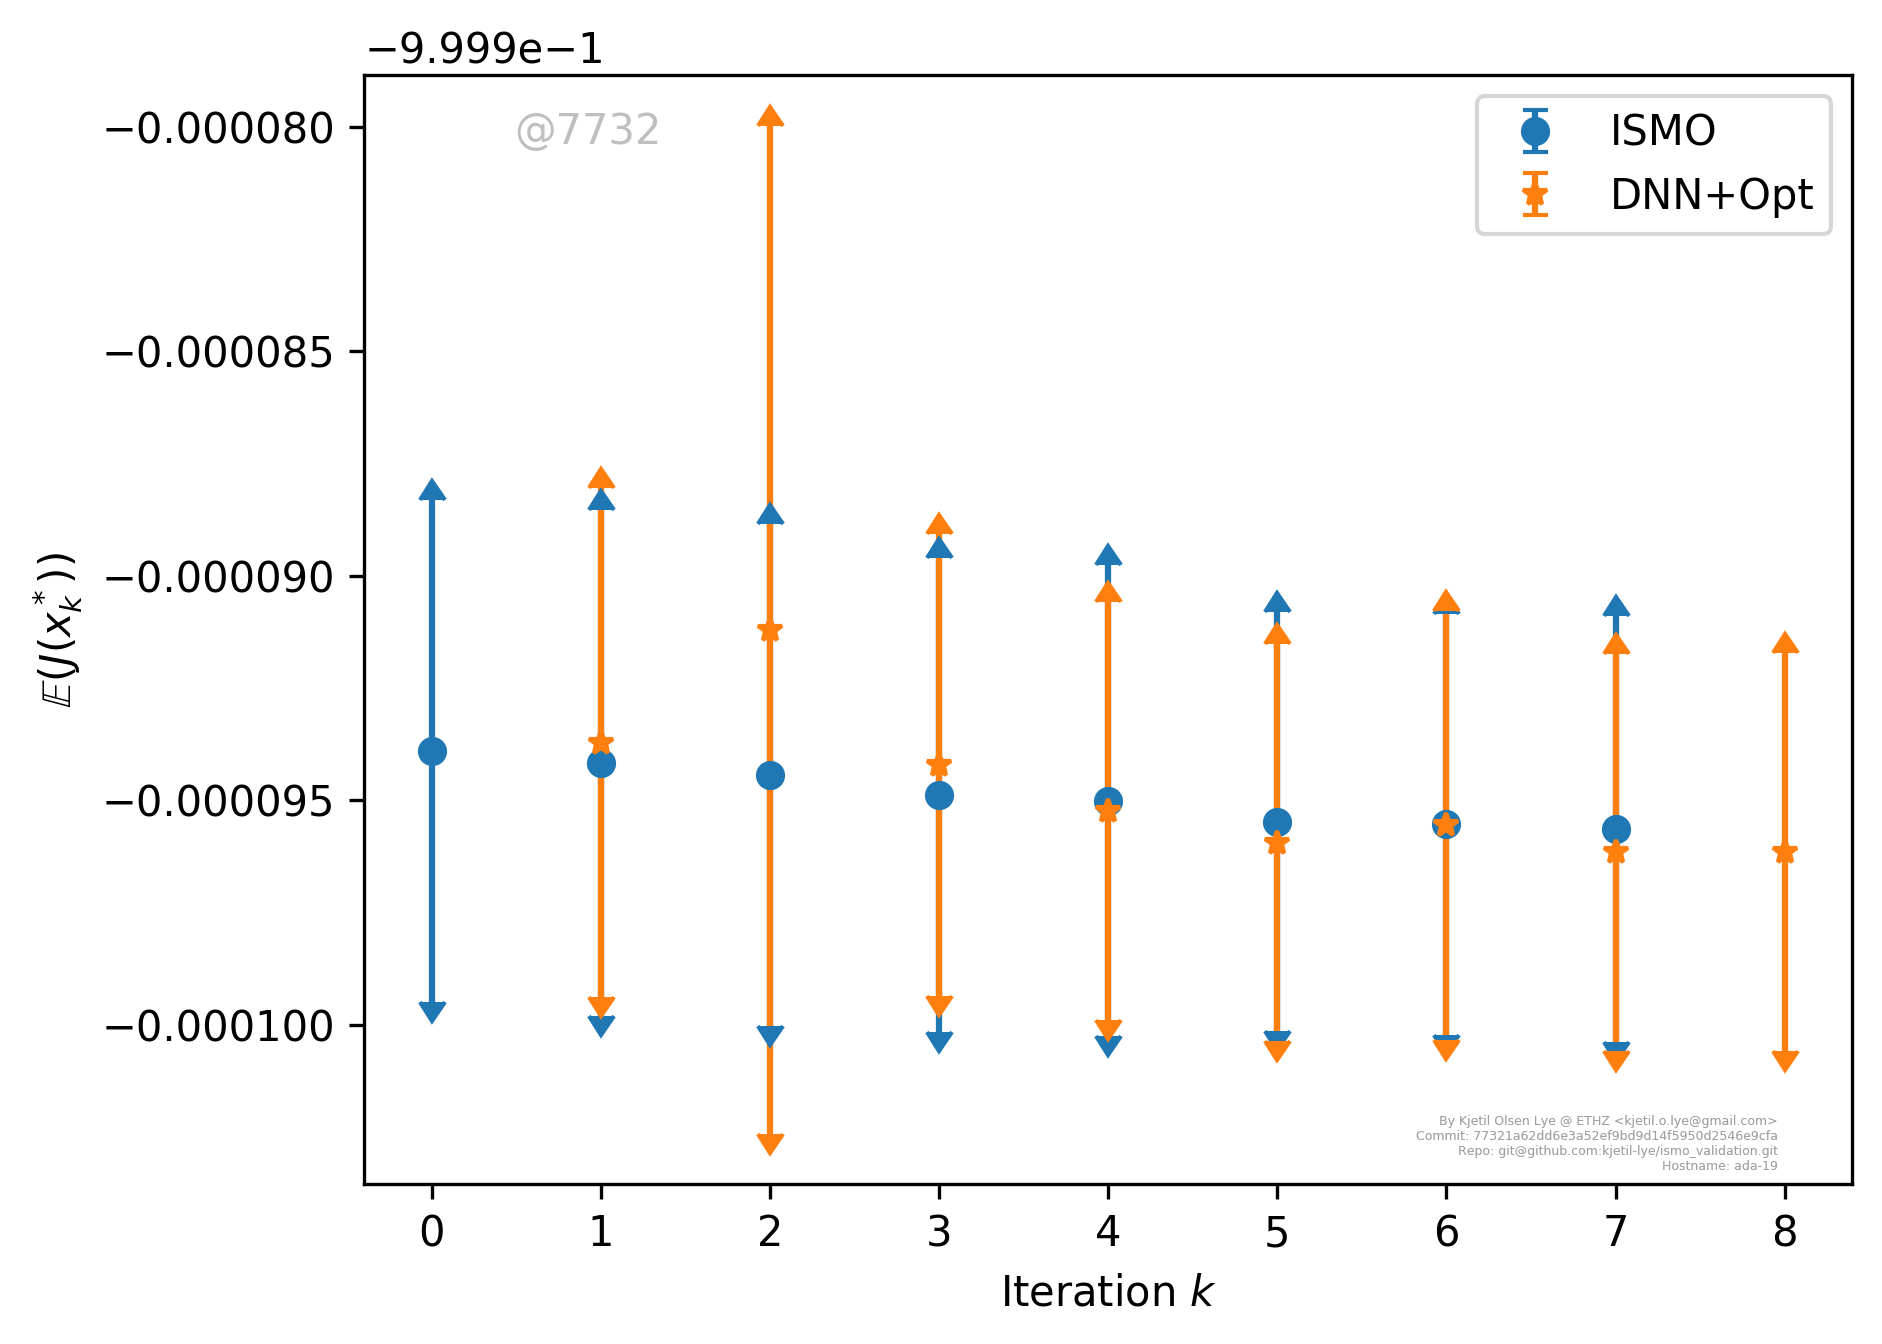 −9.999e−1
@7732
ISMO
DNN+Opt
−0.000080
−0.000085
−0.000090
−0.000095
−0.000100
𝔼(J(x*k))
0 1 2 3 4 5 6 7 8
Iteration k
By Kjetil Olsen Lye @ ETHZ <kjetil.o.lye@gmail.com>
Commit: 77321a62dd6e3a52ef9bd9d14f5950d2546e9cfa
Repo: git@github.com:kjetil-lye/ismo_validation.git
Hostname: ada-19